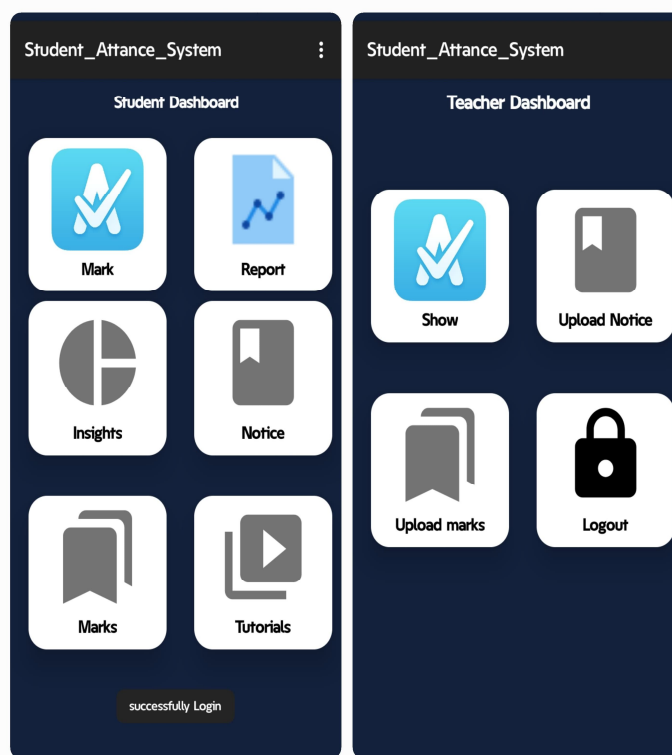 Student_Attance_System
Student Dashboard
Mark
Report
Insights
Notice
Marks
Tutorials
successfully Login
Student_Attance_System
Teacher Dashboard
Show
Upload Notice
Upload marks
Logout